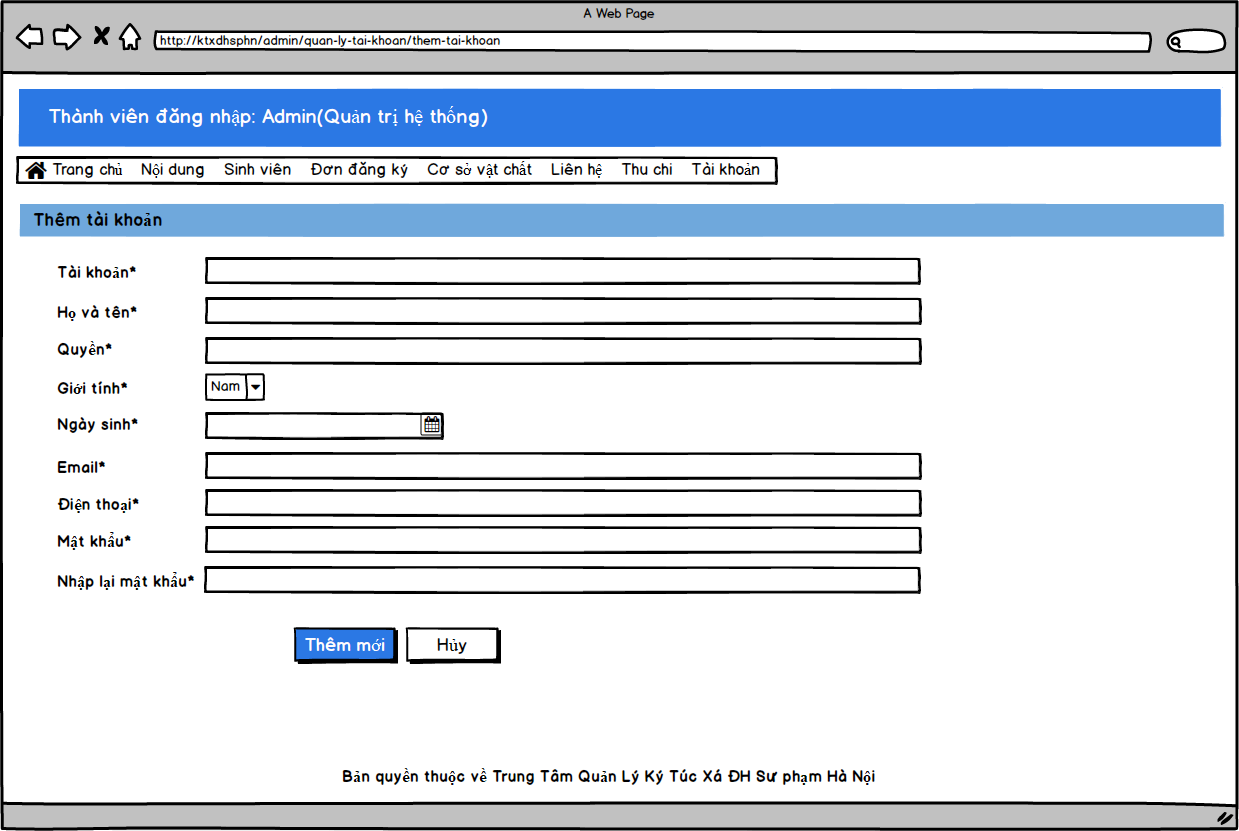 A Web Page
http://ktxdhsphn/admin/quan-ly-tai-khoan/them-tai-khoan
Thành viên đăng nhập: Admin(Quản trị hệ thống)
Trang chủ Nội dung Sinh viên Đơn đăng ký Cơ sở vật chất Liên hệ Thu chi Tài khoản
Thêm tài khoản
Tài khoản*
Họ và tên*
Quyền*
Giới tính* Nam
Ngày sinh*
Email*
Điện thoại*
Mật khẩu*
Nhập lại mật khẩu*
Thêm mới Hủy
Bản quyền thuộc về Trung Tâm Quản Lý Ký Túc Xá ĐH Sư phạm Hà Nội